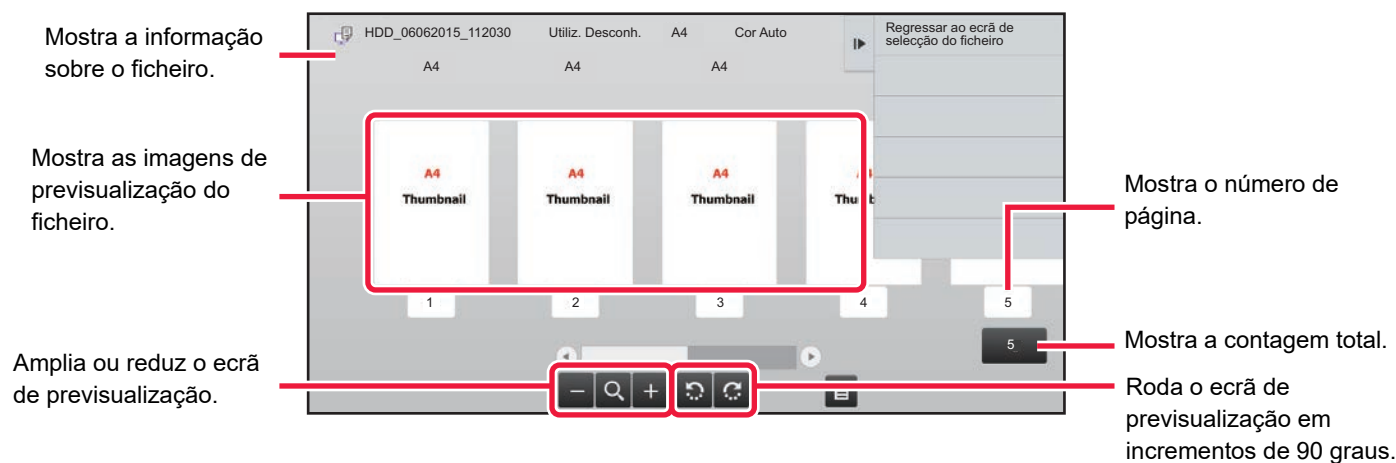 Mostra a informação
sobre o ficheiro.
HDD_06062015_112030 Utiliz. Desconh. A4 Cor Auto
Regressar ao ecrã de
selecção do ficheiro
A4 A4 A4
Mostra as imagens de
previsualização do
ficheiro.
A4 A4 A4
Thumbnail Thumbnail Thumbnail
Mostra o número de
página.
1 2 3 4 5
5
Mostra a contagem total.
Amplia ou reduz o ecrã
de previsualização.
Roda o ecrã de
previsualização em
incrementos de 90 graus.